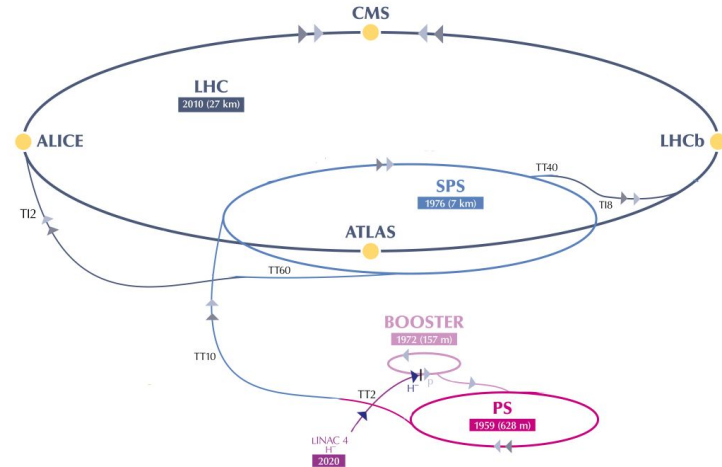 CMS
LHC
2010 (27 km)
ALICE
LHCb
TT40
SPS
1976 (7 km)
TI2
TI8
ATLAS
TT60
BOOSTER
1972 (157 m)
TT10
H⁻
p
TT2
PS
1959 (628 m)
LINAC 4
H⁻
2020